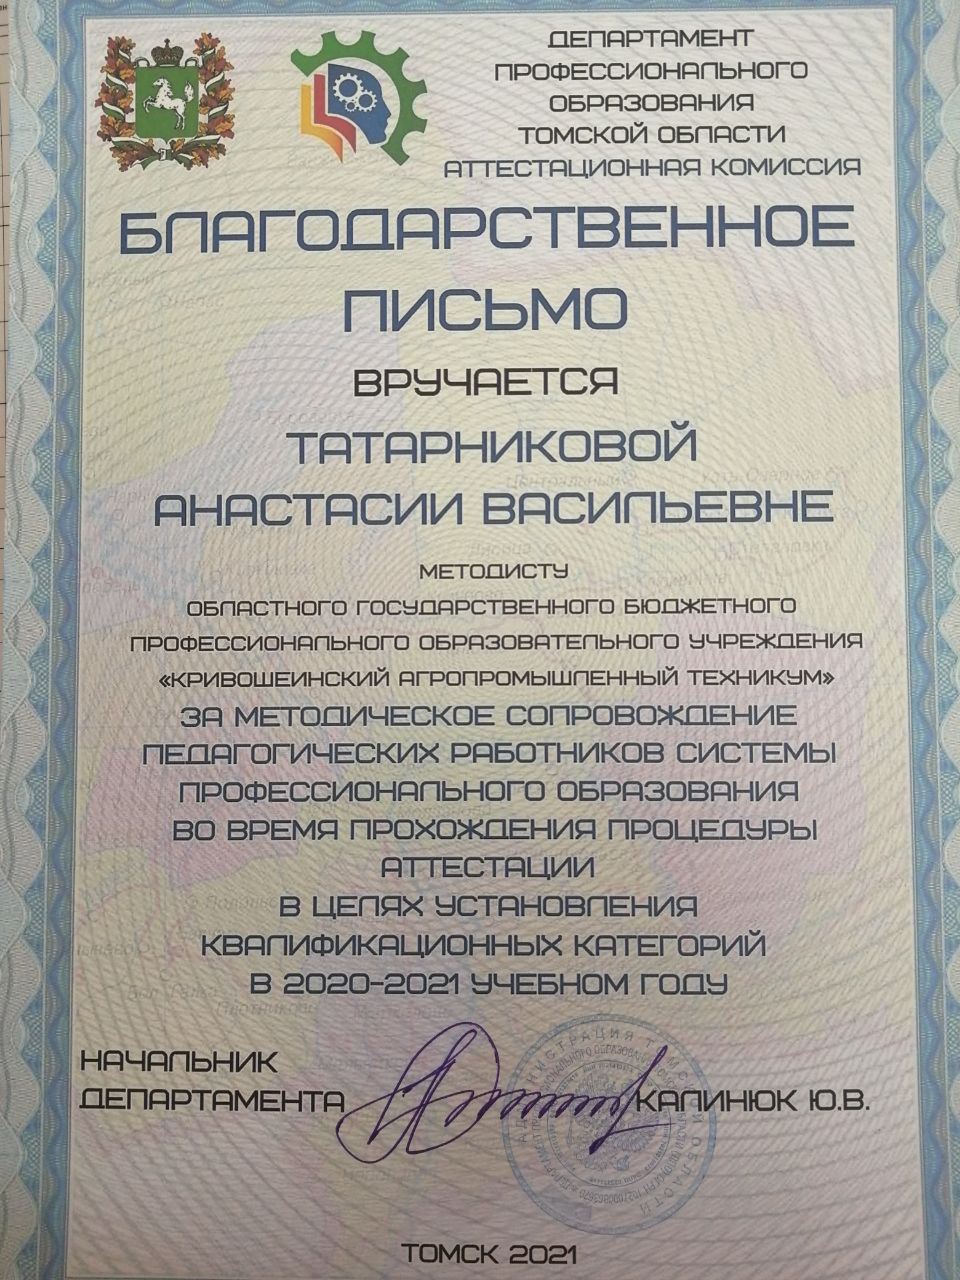 ДЕПАРТАМЕНТ
ПРОФЕССИОНАЛЬНОГО
ОБРАЗОВАНИЯ
ТОМСКОЙ ОБЛАСТИ
АТТЕСТАЦИОННАЯ КОМИССИЯ
БЛАГОДАРСТВЕННОЕ
ПИСЬМО
ВРУЧАЕТСЯ
ТАТАРНИКОВОЙ
АНАСТАСИИ ВАСИЛЬЕВНЕ
МЕТОДИСТУ
ОБЛАСТНОГО ГОСУДАРСТВЕННОГО БЮДЖЕТНОГО
ПРОФЕССИОНАЛЬНОГО ОБРАЗОВАТЕЛЬНОГО УЧРЕЖДЕНИЯ
«КРИВОШЕИНСКИЙ АГРОПРОМЫШЛЕННЫЙ ТЕХНИКУМ»
ЗА МЕТОДИЧЕСКОЕ СОПРОВОЖДЕНИЕ
ПЕДАГОГИЧЕСКИХ РАБОТНИКОВ СИСТЕМЫ
ПРОФЕССИОНАЛЬНОГО ОБРАЗОВАНИЯ
ВО ВРЕМЯ ПРОХОЖДЕНИЯ ПРОЦЕДУРЫ
АТТЕСТАЦИИ
В ЦЕЛЯХ УСТАНОВЛЕНИЯ
КВАЛИФИКАЦИОННЫХ КАТЕГОРИЙ
В 2020-2021 УЧЕБНОМ ГОДУ
НАЧАЛЬНИК
ДЕПАРТАМЕНТА КАЛИНЮК Ю.В.
ТОМСК 2021